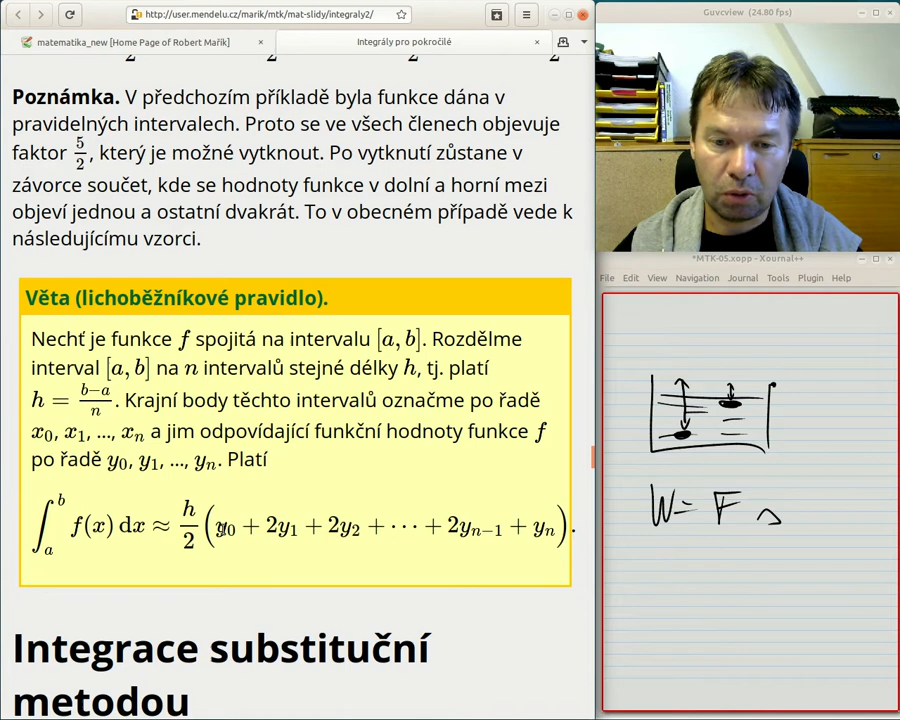 http://user.mendelu.cz/marik/mtk/mat-slidy/integraly2/
matematika_new [Home Page of Robert Mařík]
Integrály pro pokročilé
2 2 2 2
Poznámka. V předchozím příkladě byla funkce dána v
pravidelných intervalech. Proto se ve všech členech objevuje
faktor 5/2, který je možné vytknout. Po vytknutí zůstane v
závorce součet, kde se hodnoty funkce v dolní a horní mezi
objeví jednou a ostatní dvakrát. To v obecném případě vede k
následujícímu vzorci.
Věta (lichoběžníkové pravidlo).
Nechť je funkce f spojitá na intervalu [a, b]. Rozdělme
interval [a, b] na n intervalů stejné délky h, tj. platí
h = (b−a)/n. Krajní body těchto intervalů označme po řadě
x₀, x₁, ..., xₙ a jim odpovídající funkční hodnoty funkce f
po řadě y₀, y₁, ..., yₙ. Platí
∫ₐᵇ f(x) dx ≈ h/2 (y₀ + 2y₁ + 2y₂ + ⋯ + 2yₙ₋₁ + yₙ).
Integrace substituční
metodou
Guvcview (24.80 fps)
*MTK-05.xopp - Xournal++
File Edit View Navigation Journal Tools Plugin Help
W = F